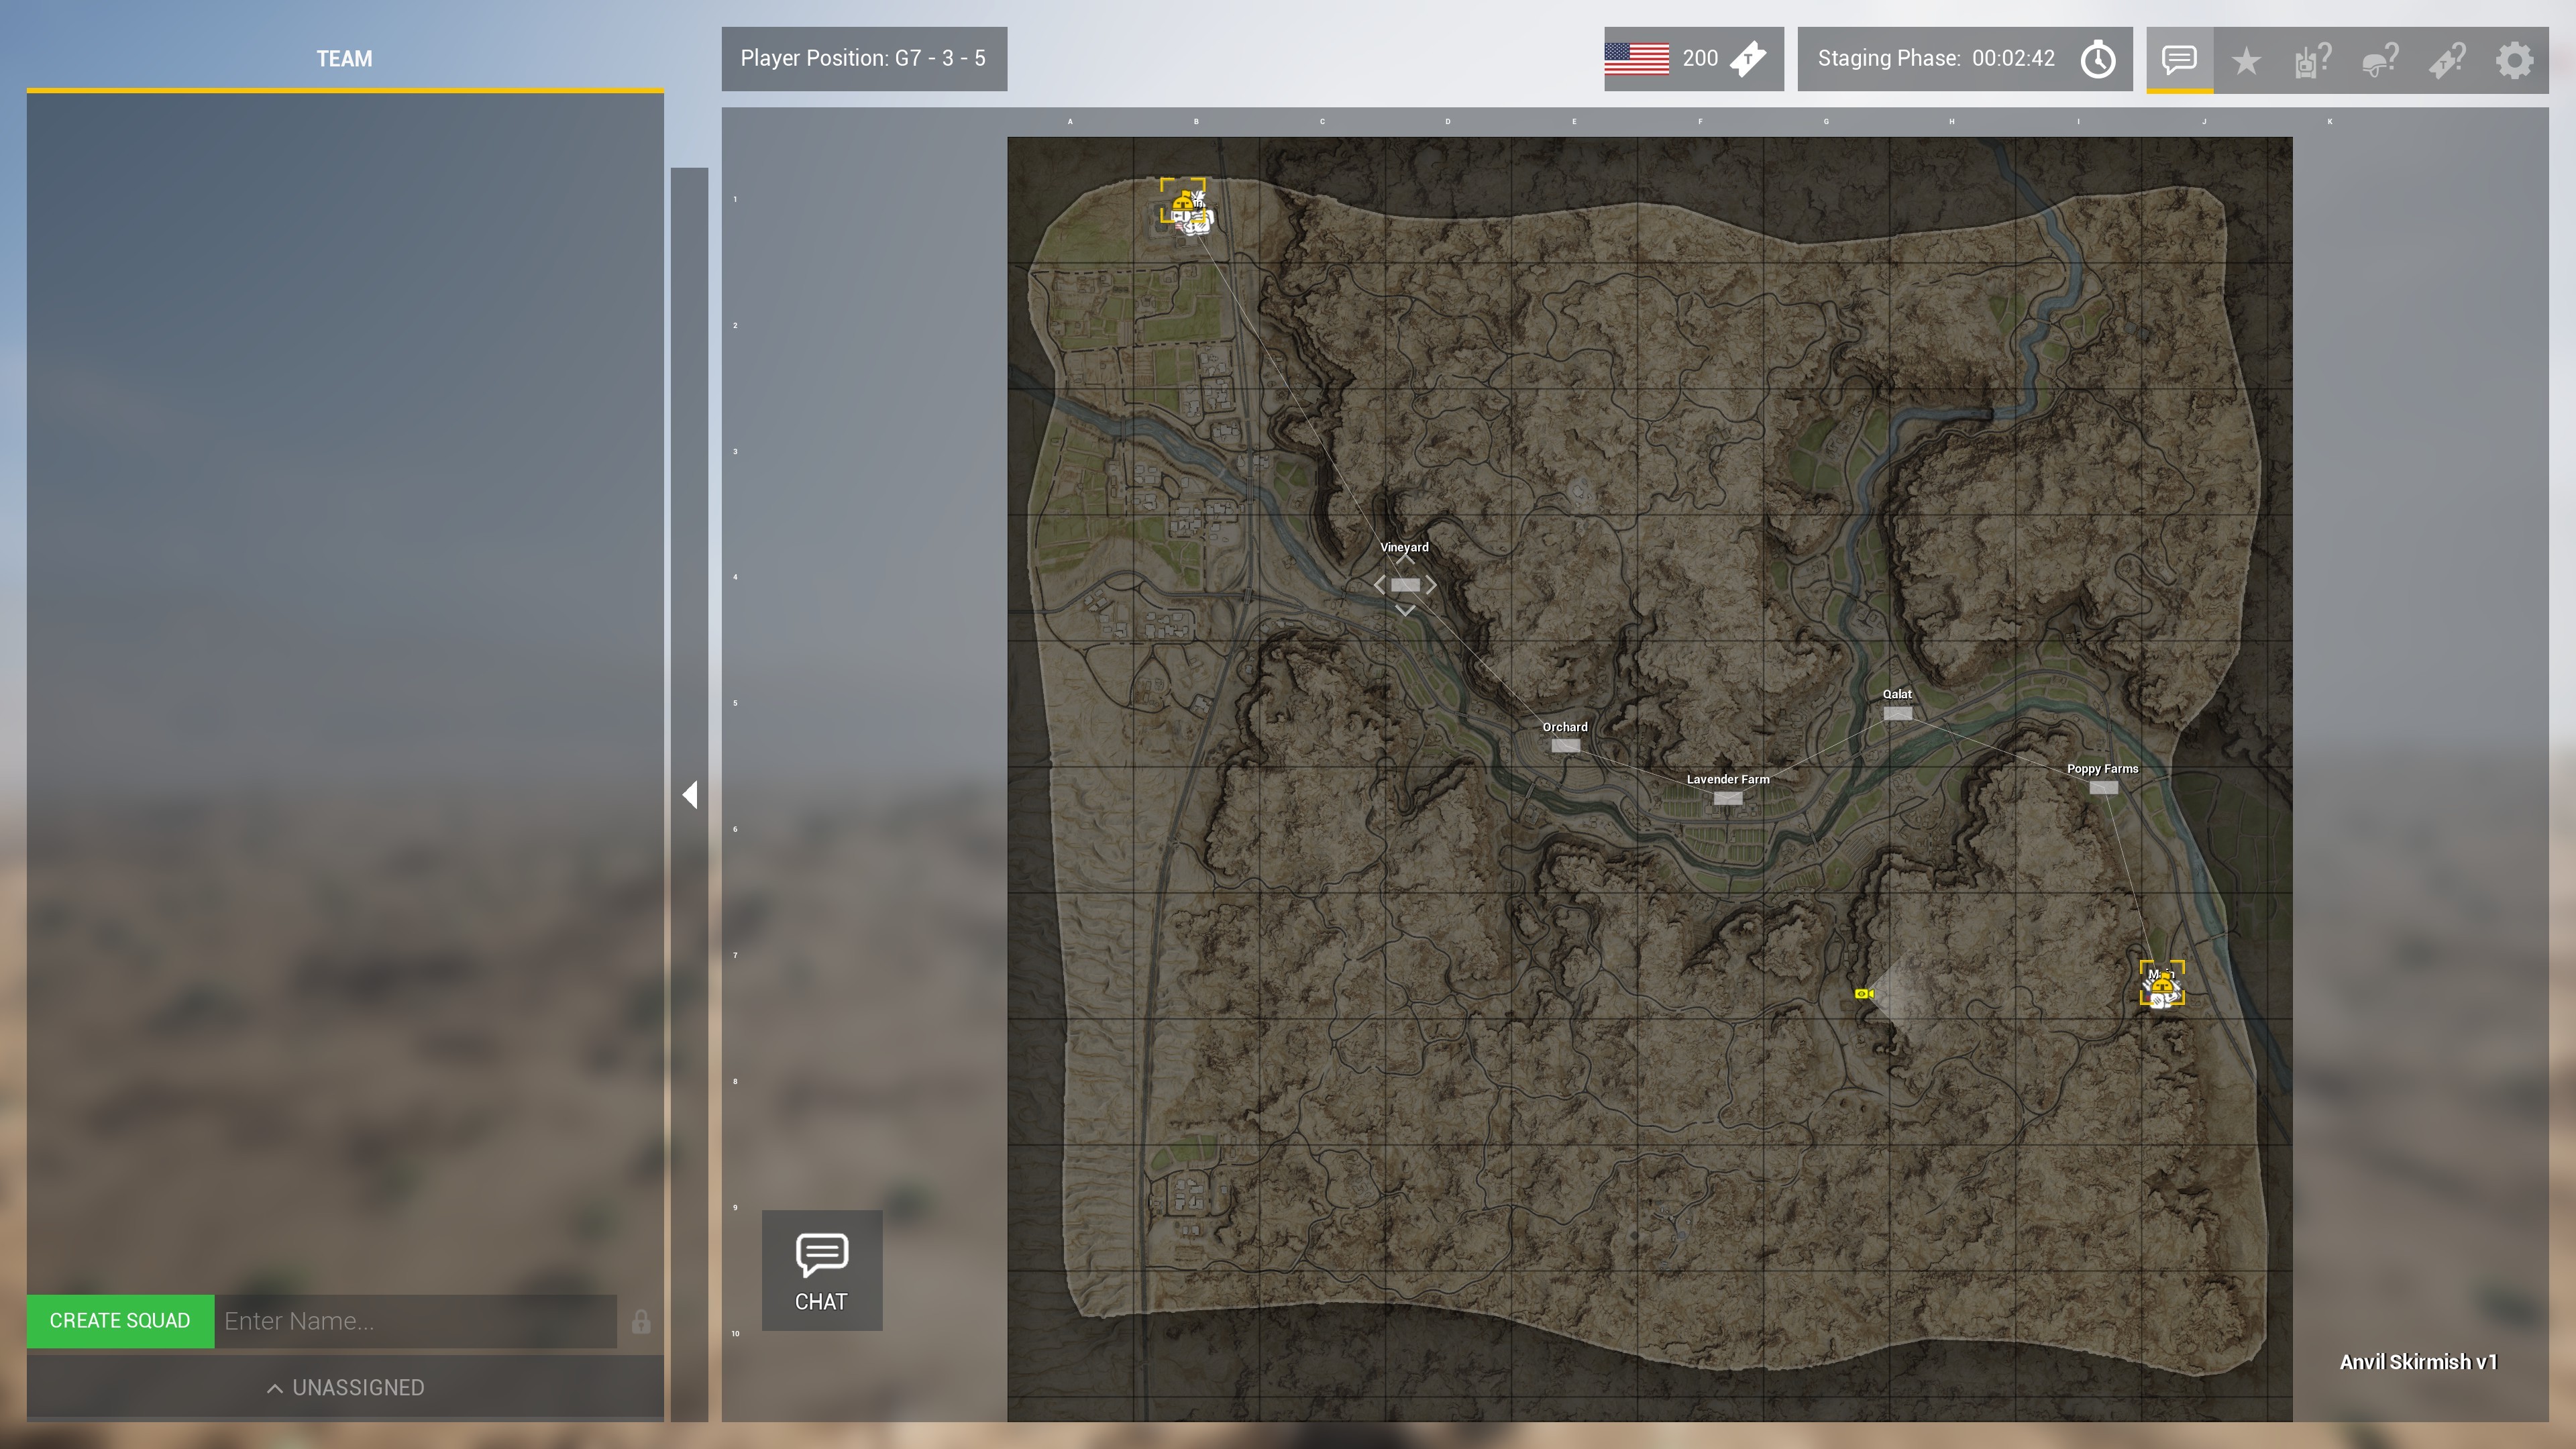 TEAM
Player Position: G7 - 3 - 5
200
T
Staging Phase: 00:02:42
A B C D E F G H I J K
1
2
3
4
5
6
7
8
9
10
Vineyard
Orchard
Lavender Farm
Qalat
Poppy Farms
CHAT
CREATE SQUAD
Enter Name...
UNASSIGNED
Anvil Skirmish v1